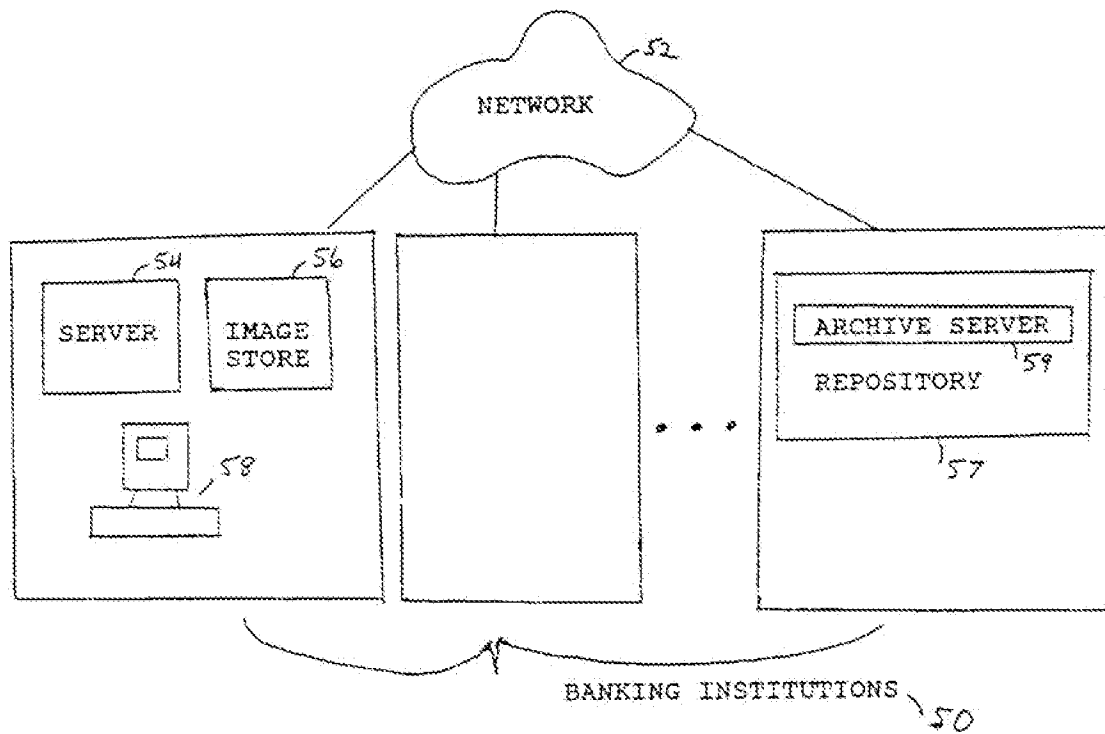 52
NETWORK
54
56
SERVER
IMAGE
STORE
ARCHIVE SERVER
59
REPOSITORY
58
57
BANKING INSTITUTIONS
50